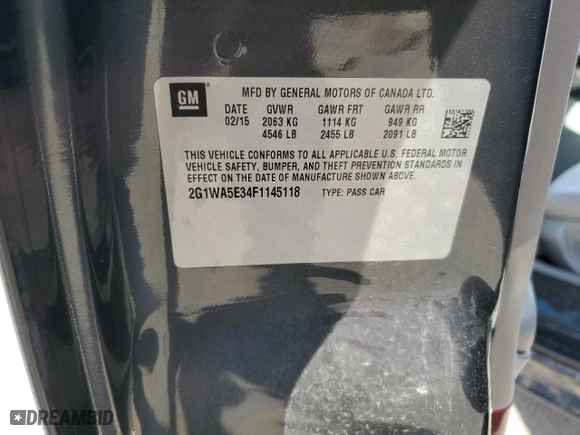 GM
MFD BY GENERAL MOTORS OF CANADA LTD.
DATE GVWR GAWR FRT GAWR RR
02/15 2063 KG 1114 KG 949 KG
4546 LB 2455 LB 2091 LB
THIS VEHICLE CONFORMS TO ALL APPLICABLE U.S. FEDERAL MOTOR
VEHICLE SAFETY, BUMPER, AND THEFT PREVENTION STANDARDS IN
EFFECT ON THE DATE OF MANUFACTURE SHOWN ABOVE.
2G1WA5E34F1145118 TYPE: PASS CAR
DREAMBID